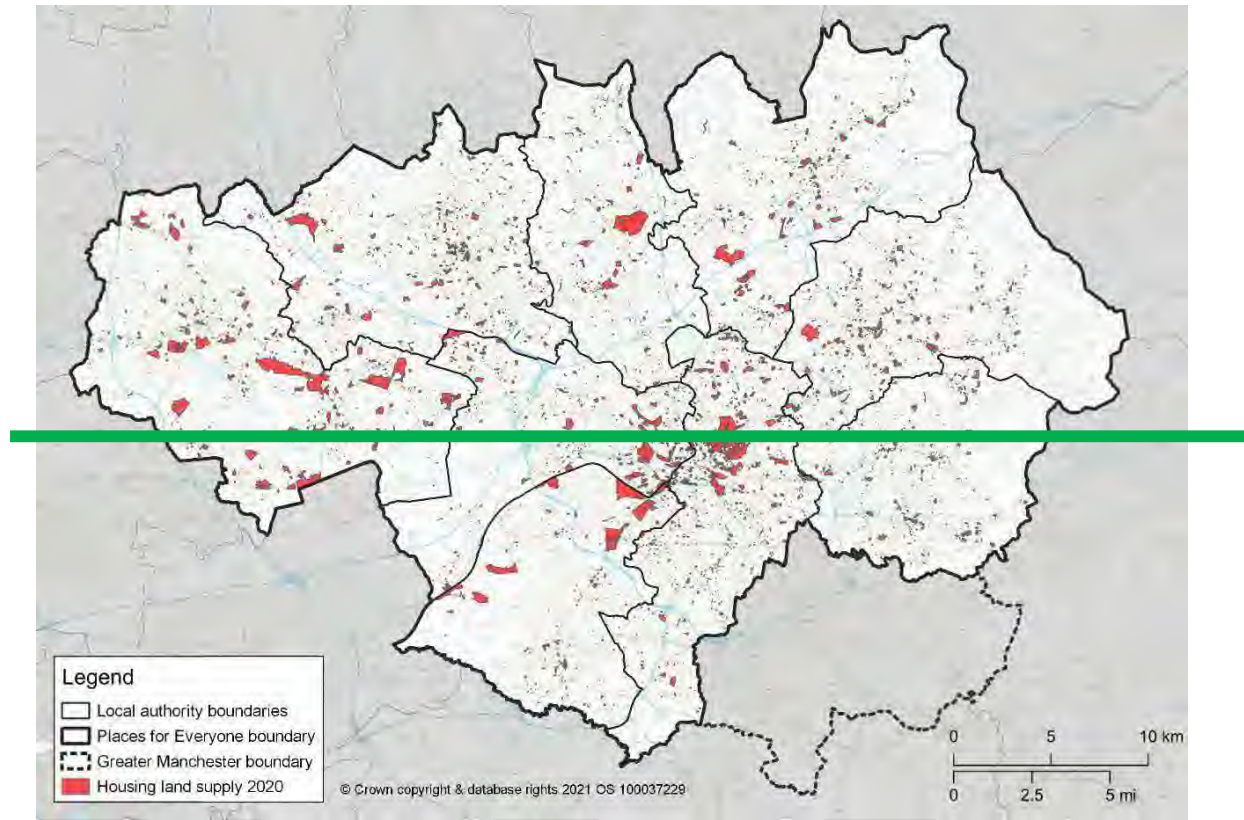 Legend
Local authority boundaries
Places for Everyone boundary
Greater Manchester boundary
Housing land supply 2020
© Crown copyright & database rights 2021 OS 100037229
0 5 10 km
0 2.5 5 mi